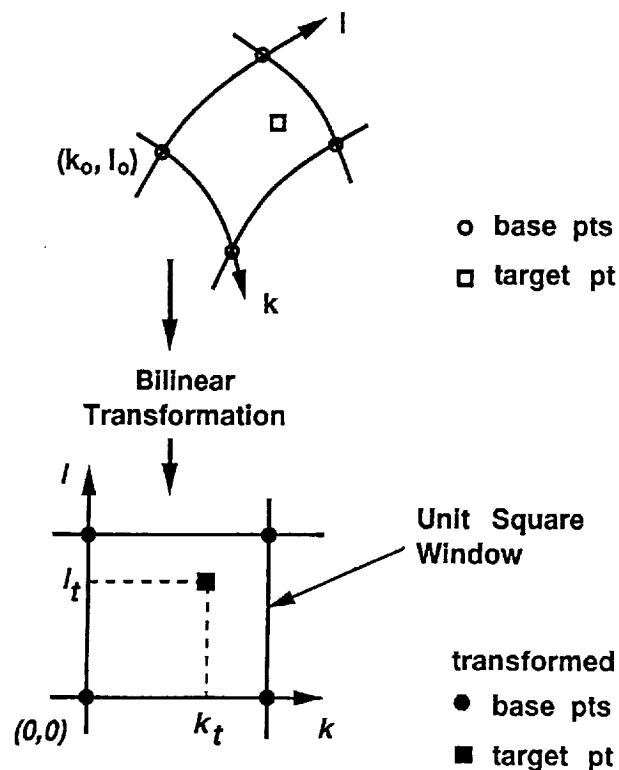 l
(k₀, l₀)
base pts
target pt
k
Bilinear
Transformation
l
Unit Square
Window
lₜ
transformed
base pts
(0,0)
kₜ
k
target pt